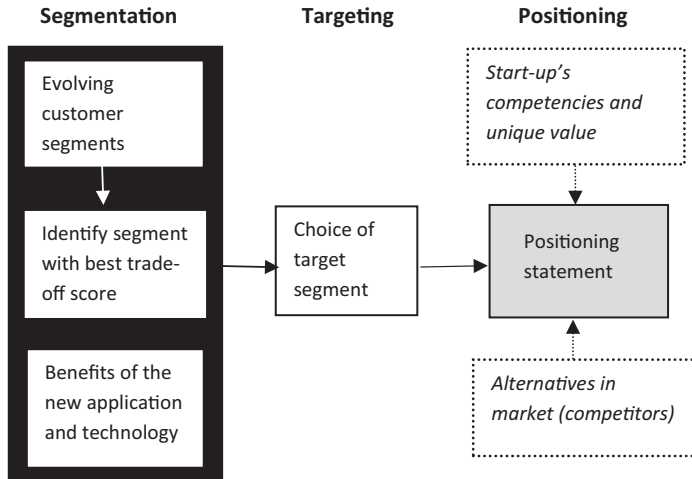 Segmentation
Targeting
Positioning
Evolving
customer
segments
Identify segment
with best trade-
off score
Benefits of the
new application
and technology
Choice of
target
segment
Start-up's
competencies and
unique value
Positioning
statement
Alternatives in
market (competitors)